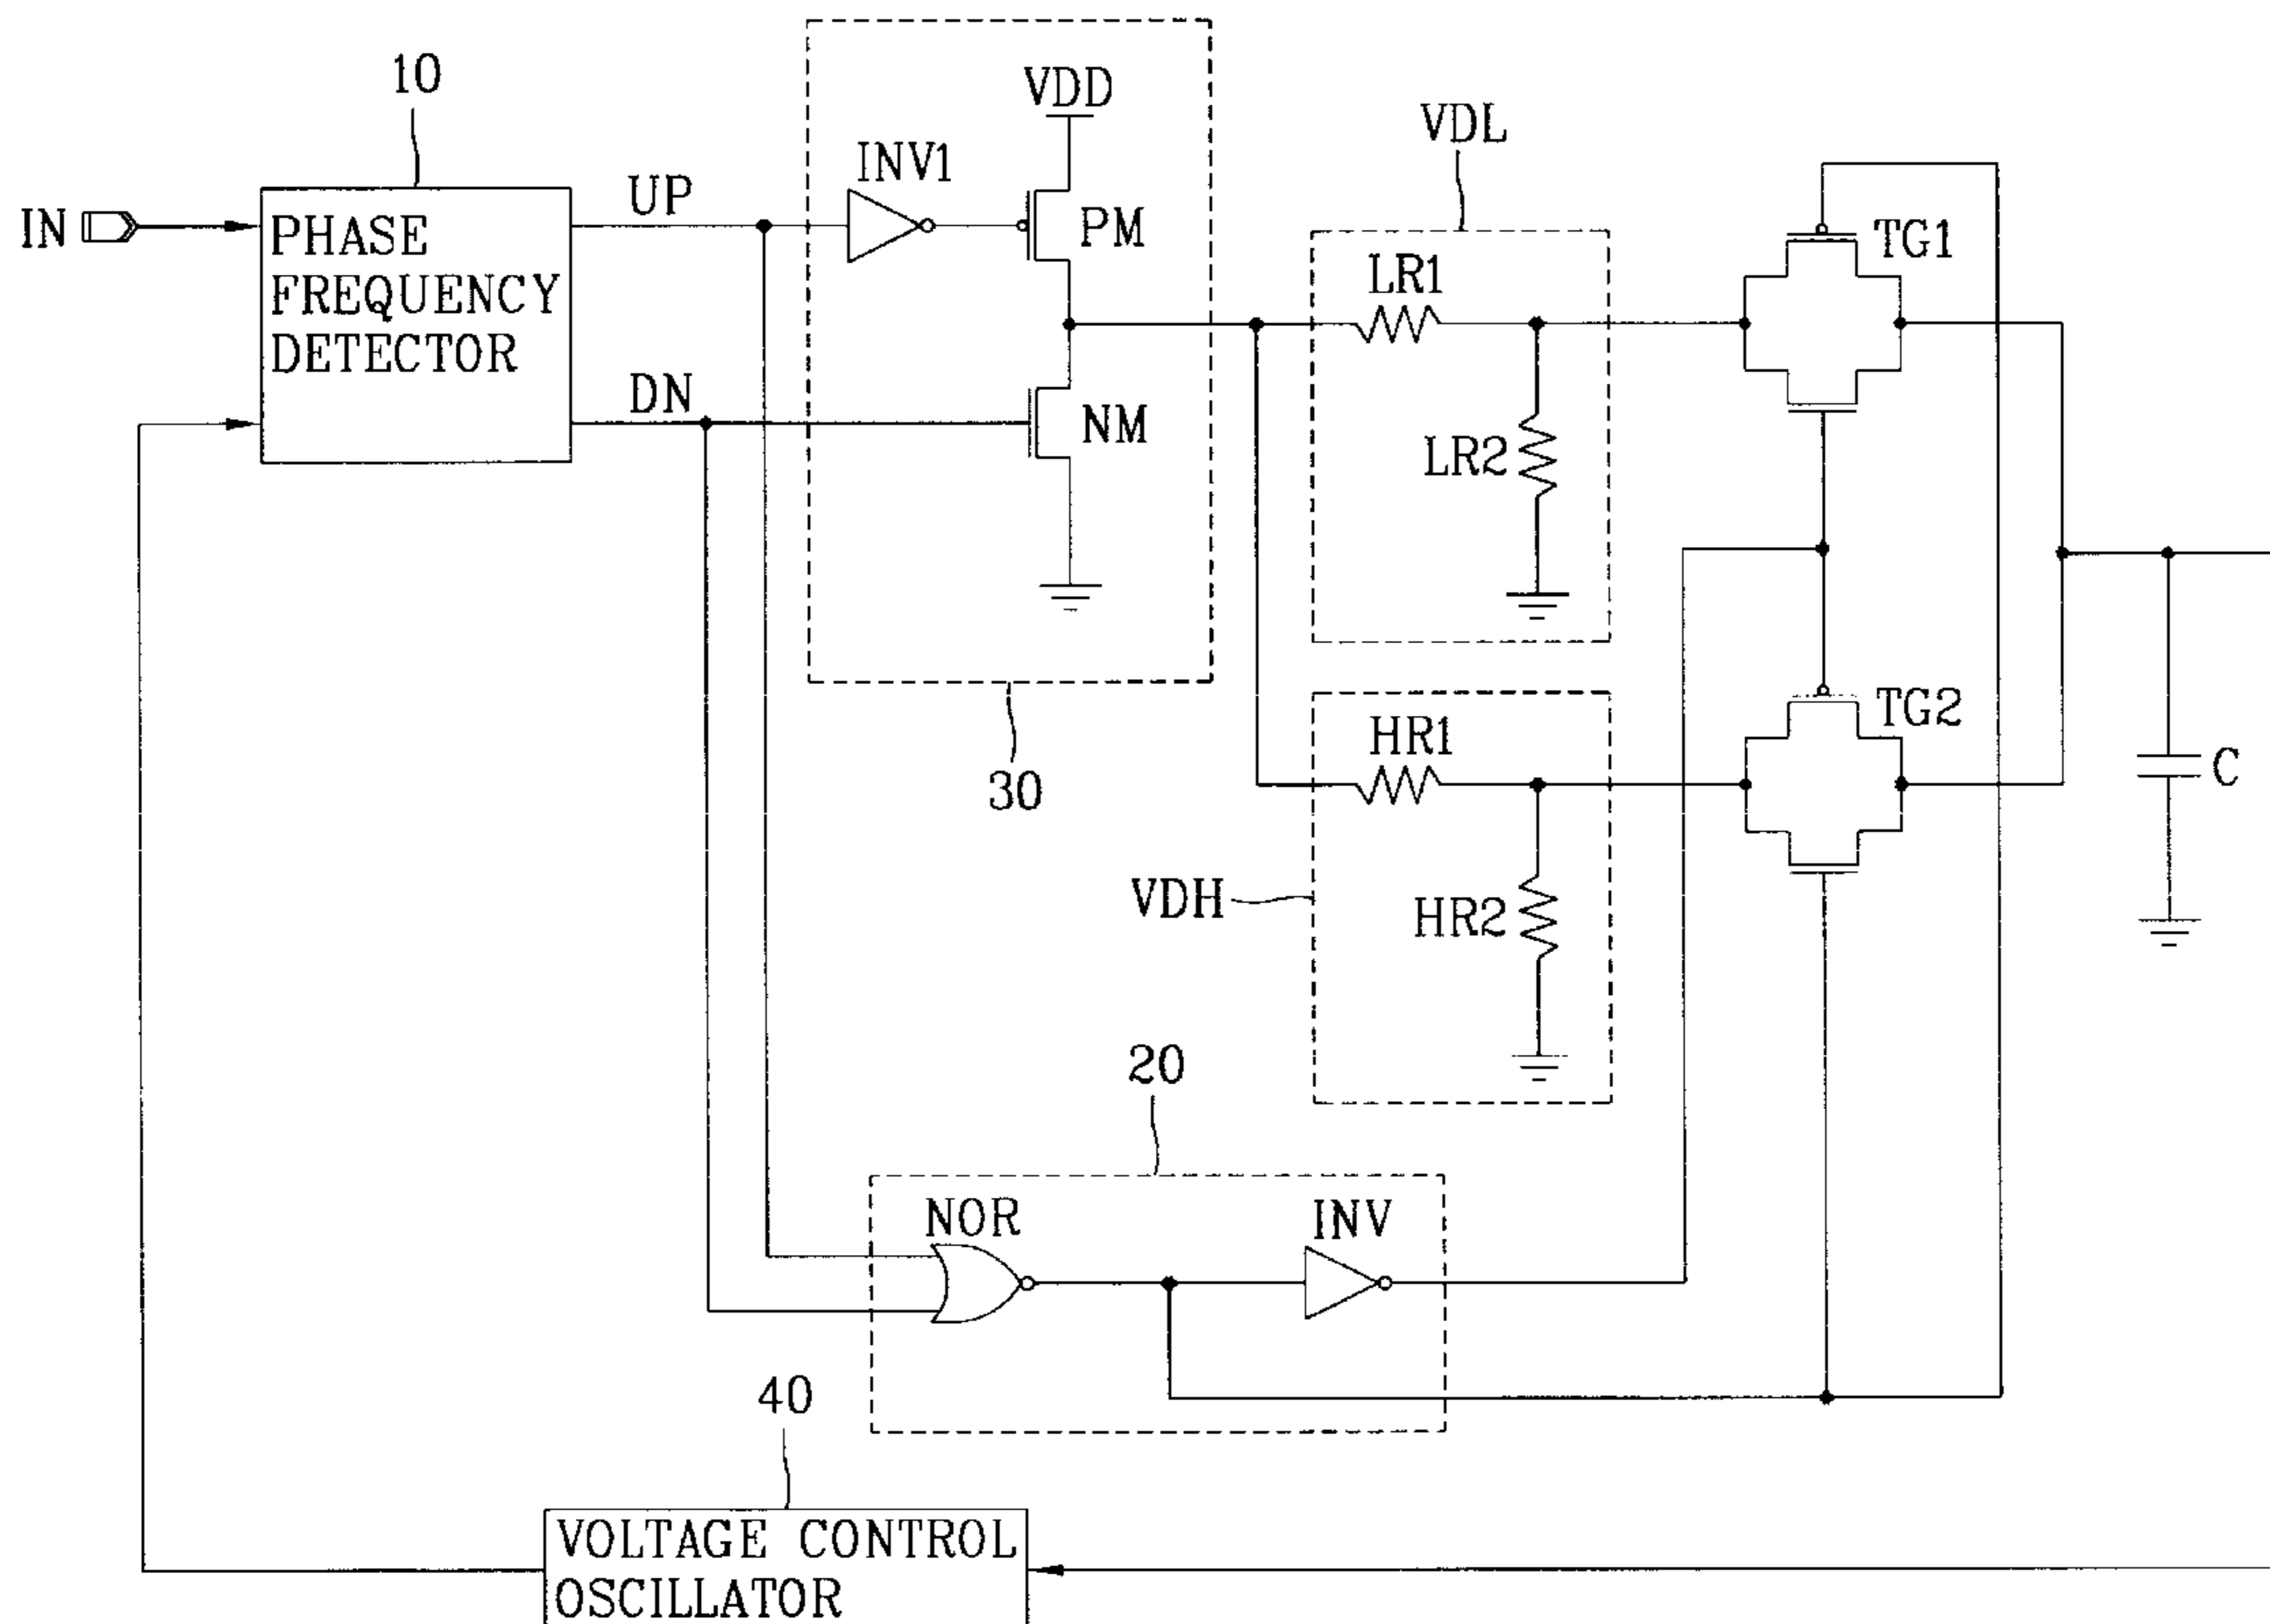 10
VDD
VDL
INV1
IN
UP
PM
TG1
PHASE
FREQUENCY
DETECTOR
LR1
DN
NM
LR2
30
HR1
TG2
C
VDH
HR2
20
NOR
INV
40
VOLTAGE CONTROL
OSCILLATOR